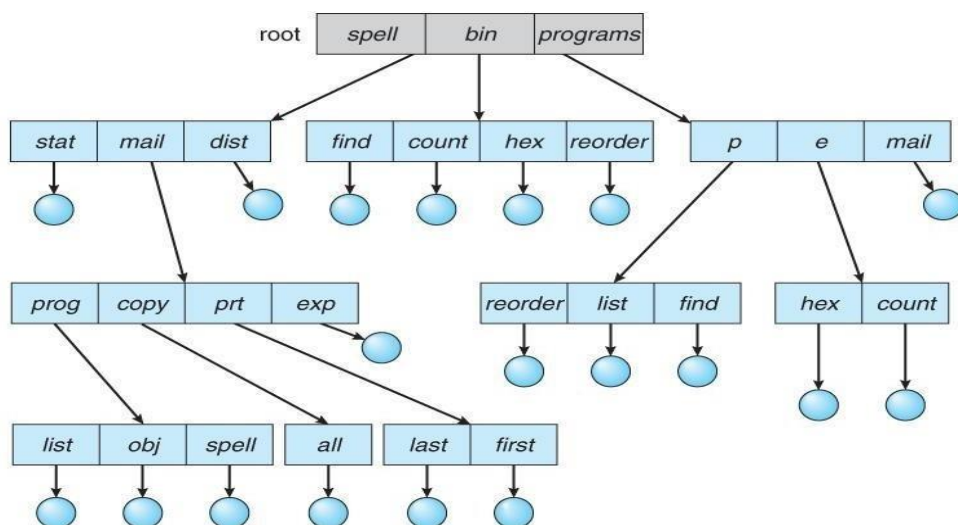 root spell bin programs
stat mail dist find count hex reorder p e mail
prog copy prt exp reorder list find hex count
list obj spell all last first